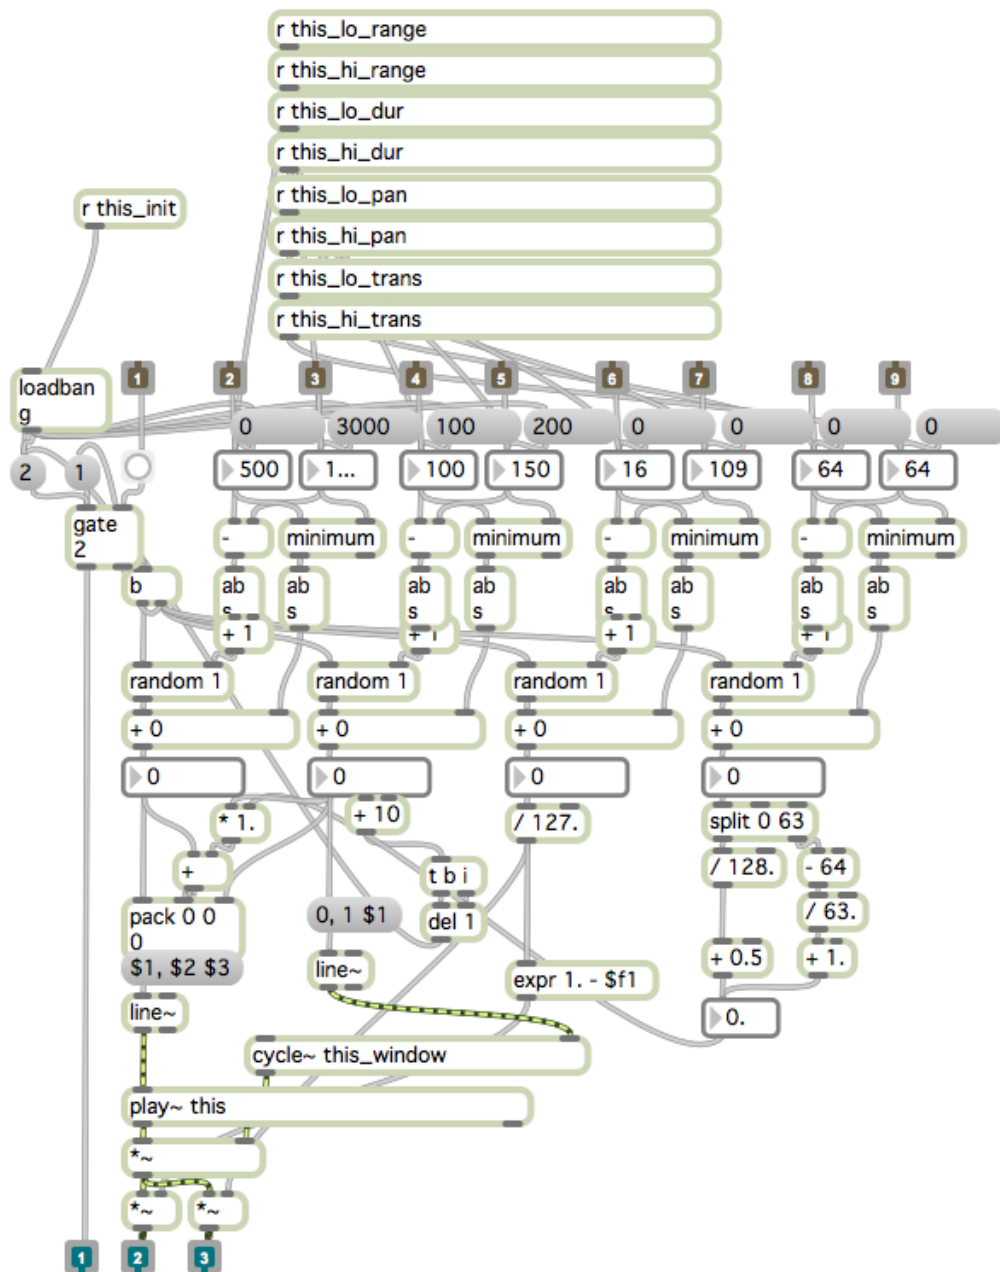 r this_lo_range
r this_hi_range
r this_lo_dur
r this_hi_dur
r this_lo_pan
r this_init
r this_hi_pan
r this_lo_trans
r this_hi_trans
loadban
g
1
2
3
4
5
6
7
8
9
0
3000
100
200
0
0
0
0
2
1
500
1...
100
150
16
109
64
64
gate
2
-
minimum
-
minimum
-
minimum
-
minimum
b
ab
s
ab
s
ab
s
ab
s
ab
s
ab
s
ab
s
ab
s
+ 1
+ 1
+ 1
+ 1
random 1
random 1
random 1
random 1
+ 0
+ 0
+ 0
+ 0
0
0
0
0
* 1.
+ 10
/ 127.
split 0 63
+
t b i
/ 128.
- 64
pack 0 0
0
0, 1 $1
del 1
/ 63.
$1, $2 $3
line~
expr 1. - $f1
+ 0.5
+ 1.
line~
0.
cycle~ this_window
play~ this
*~
*~
*~
1
2
3